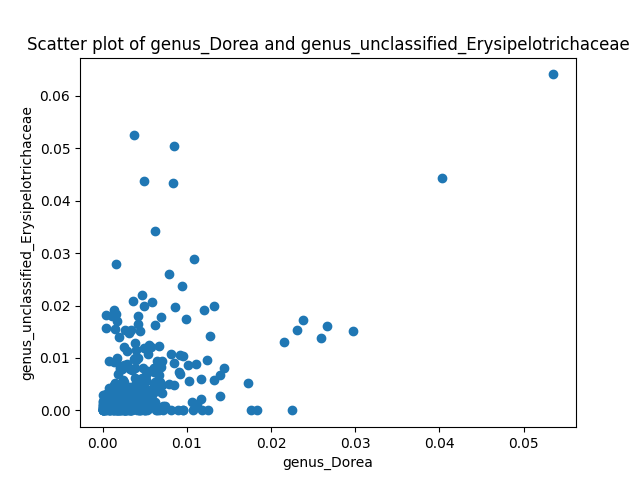 Scatter plot of genus_Dorea and genus_unclassified_Erysipelotrichaceae
genus_unclassified_Erysipelotrichaceae
0.06
0.05
0.04
0.03
0.02
0.01
0.00
0.00 0.01 0.02 0.03 0.04 0.05
genus_Dorea